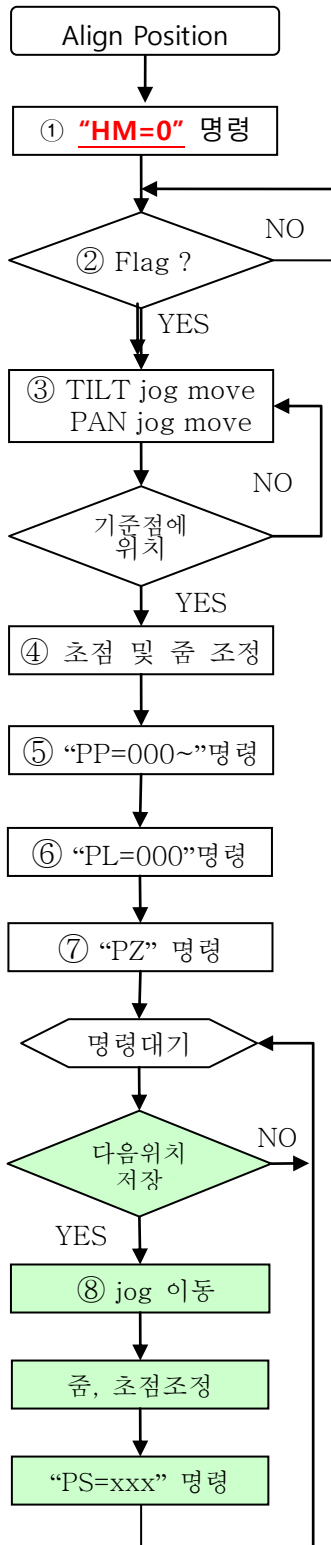 Align Position
① “HM=0” 명령
NO
② Flag ?
YES
③ TILT jog move
PAN jog move
NO
기준점에
위치
YES
④ 초점 및 줌 조정
⑤ “PP=000~”명령
⑥ “PL=000”명령
⑦ “PZ” 명령
명령대기
NO
다음위치
저장
YES
⑧ jog 이동
줌, 초점조정
“PS=xxx” 명령